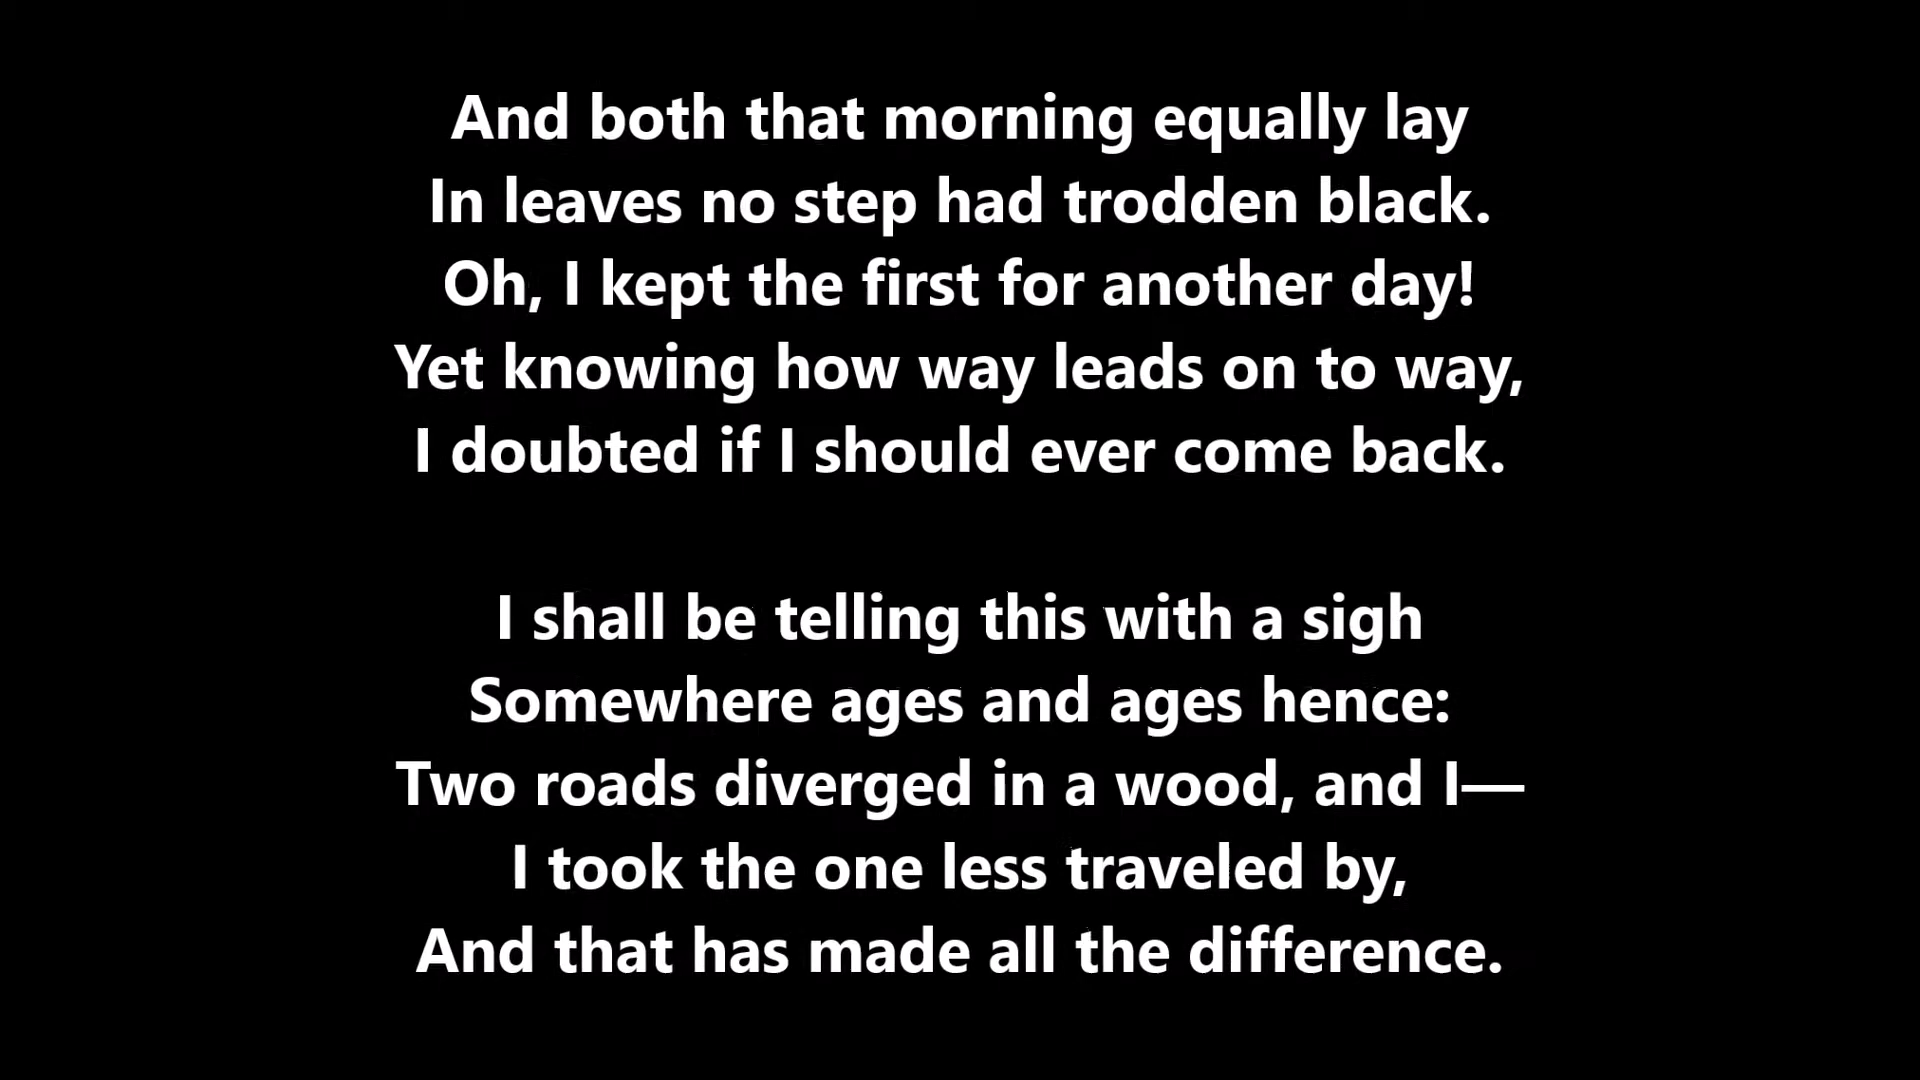 And both that morning equally lay
In leaves no step had trodden black.
Oh, I kept the first for another day!
Yet knowing how way leads on to way,
I doubted if I should ever come back.
I shall be telling this with a sigh
Somewhere ages and ages hence:
Two roads diverged in a wood, and I—
I took the one less traveled by,
And that has made all the difference.